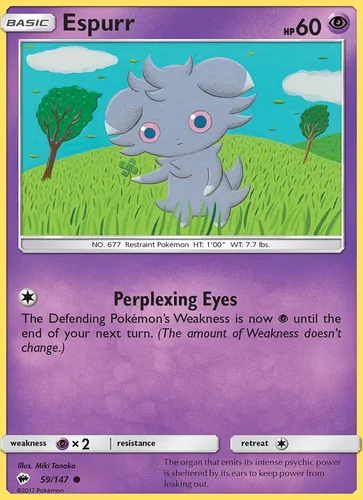 BASIC Espurr HP60
NO. 677 Restraint Pokémon HT: 1'00" WT: 7.7 lbs.
Perplexing Eyes
The Defending Pokémon's Weakness is now until the
end of your next turn. (The amount of Weakness doesn't
change.)
weakness ×2 resistance retreat
Illus. Miki Tanaka
59/147
©2017 Pokémon
The organ that emits its intense psychic power
is sheltered by its ears to keep power from
leaking out.